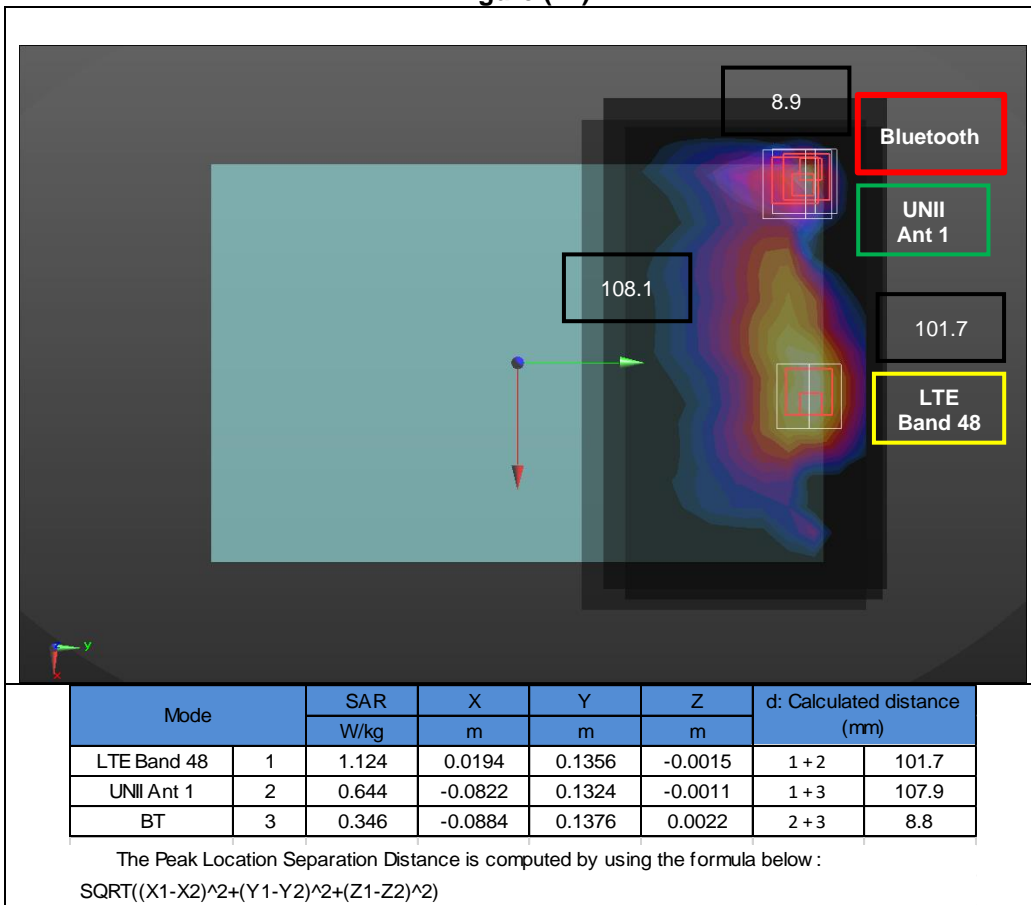 8.9
Bluetooth
UNII
Ant 1
108.1
101.7
LTE
Band 48
y
x
Mode SAR X Y Z d: Calculated distance (mm)
W/kg m m m
LTE Band 48 1 1.124 0.0194 0.1356 -0.0015 1 + 2 101.7
UNII Ant 1 2 0.644 -0.0822 0.1324 -0.0011 1 + 3 107.9
BT 3 0.346 -0.0884 0.1376 0.0022 2 + 3 8.8
The Peak Location Separation Distance is computed by using the formula below :
SQRT((X1-X2)^2+(Y1-Y2)^2+(Z1-Z2)^2)